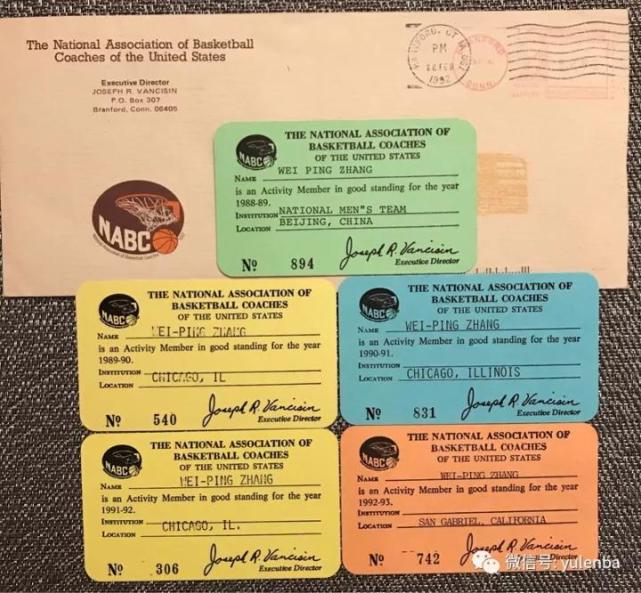 The National Association of Basketball
Coaches of the United States
Executive Director
JOSEPH R. VANCISIN
P.O. Box 307
Branford, Conn. 06405
PM
1992
CONN.
NABC
NABC
THE NATIONAL ASSOCIATION OF
BASKETBALL COACHES
OF THE UNITED STATES
NAME WEI PING ZHANG
is an Activity Member in good standing for the year
1988-89.
INSTITUTION NATIONAL MEN"S TEAM
LOCATION BEIJING, CHINA
Joseph R. Vancisin
Nº 894 Executive Director
NABC
THE NATIONAL ASSOCIATION OF
BASKETBALL COACHES
OF THE UNITED STATES
NAME WEI-PING ZHANG
is an Activity Member in good standing for the year
1989-90.
INSTITUTION
LOCATION CHICAGO, IL
Joseph R. Vancisin
Nº 540 Executive Director
NABC
THE NATIONAL ASSOCIATION OF
BASKETBALL COACHES
OF THE UNITED STATES
NAME WEI-PING ZHANG
is an Activity Member in good standing for the year
1990-91.
INSTITUTION
LOCATION CHICAGO, ILLINOIS
Joseph R. Vancisin
Nº 831 Executive Director
NABC
THE NATIONAL ASSOCIATION OF
BASKETBALL COACHES
OF THE UNITED STATES
NAME WEI-PING ZHANG
is an Activity Member in good standing for the year
1991-92.
INSTITUTION
LOCATION CHICAGO, IL.
Joseph R. Vancisin
Nº 306 Executive Director
NABC
THE NATIONAL ASSOCIATION OF
BASKETBALL COACHES
OF THE UNITED STATES
NAME WEI-PING ZHANG
is an Activity Member in good standing for the year
1992-93.
INSTITUTION
LOCATION SAN GABRIEL, CALIFORNIA
Joseph R. Vancisin
Nº 742 Executive Director
微信号: yulenba